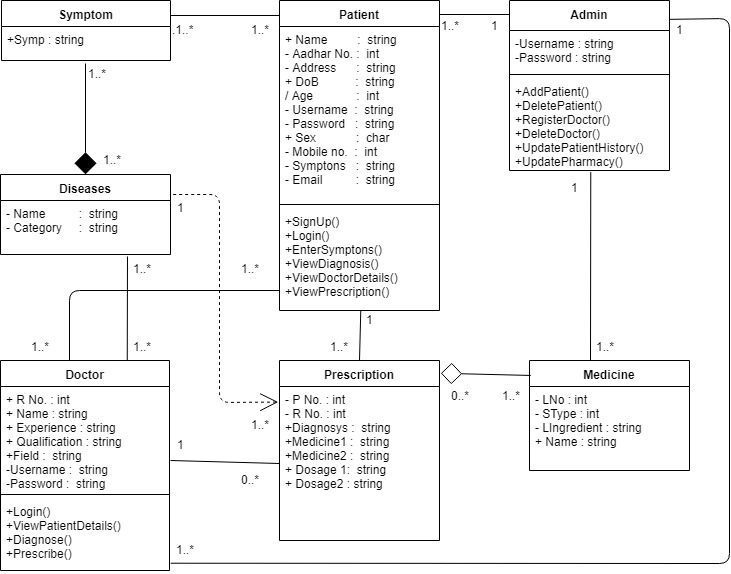 Symptom
+Symp : string
.1..*
1..*
1..*
1..*
Patient
+ Name : string
- Aadhar No. : int
- Address : string
+ DoB : string
/ Age : int
- Username : string
- Password : string
+ Sex : char
- Mobile no. : int
- Symptons : string
- Email : string
+SignUp()
+Login()
+EnterSymptons()
+ViewDiagnosis()
+ViewDoctorDetails()
+ViewPrescription()
1..*
1
Admin
-Username : string
-Password : string
+AddPatient()
+DeletePatient()
+RegisterDoctor()
+DeleteDoctor()
+UpdatePatientHistory()
+UpdatePharmacy()
1
1
Diseases
- Name : string
- Category : string
1
1..*
1..*
1
1..*
1..*
1..*
1..*
Doctor
+ R No. : int
+ Name : string
+ Experience : string
+ Qualification : string
+Field : string
-Username : string
-Password : string
+Login()
+ViewPatientDetails()
+Diagnose()
+Prescribe()
1
0..*
1..*
1..*
Prescription
- P No. : int
- R No. : int
+Diagnosys : string
+Medicine1 : string
+Medicine2 : string
+ Dosage 1: string
+ Dosage2 : string
0..*
1..*
Medicine
- LNo : int
- SType : int
- LIngredient : string
+ Name : string